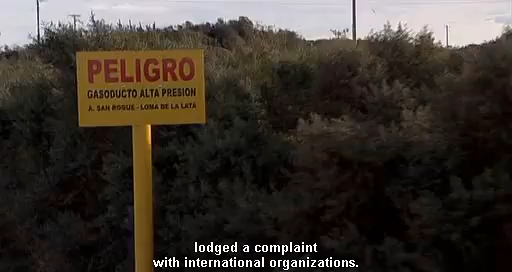 PELIGRO
GASODUCTO ALTA PRESION
A. SAN ROQUE - LOMA DE LA LATA
lodged a complaint
with international organizations.